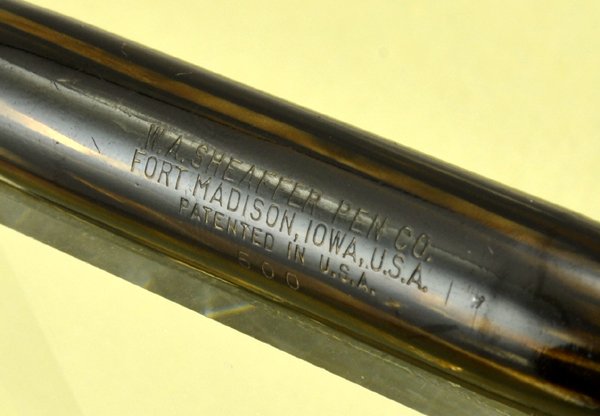 W.A. SHEAFFER PEN CO.
FORT MADISON, IOWA, U.S.A.
PATENTED IN U.S.A.
500